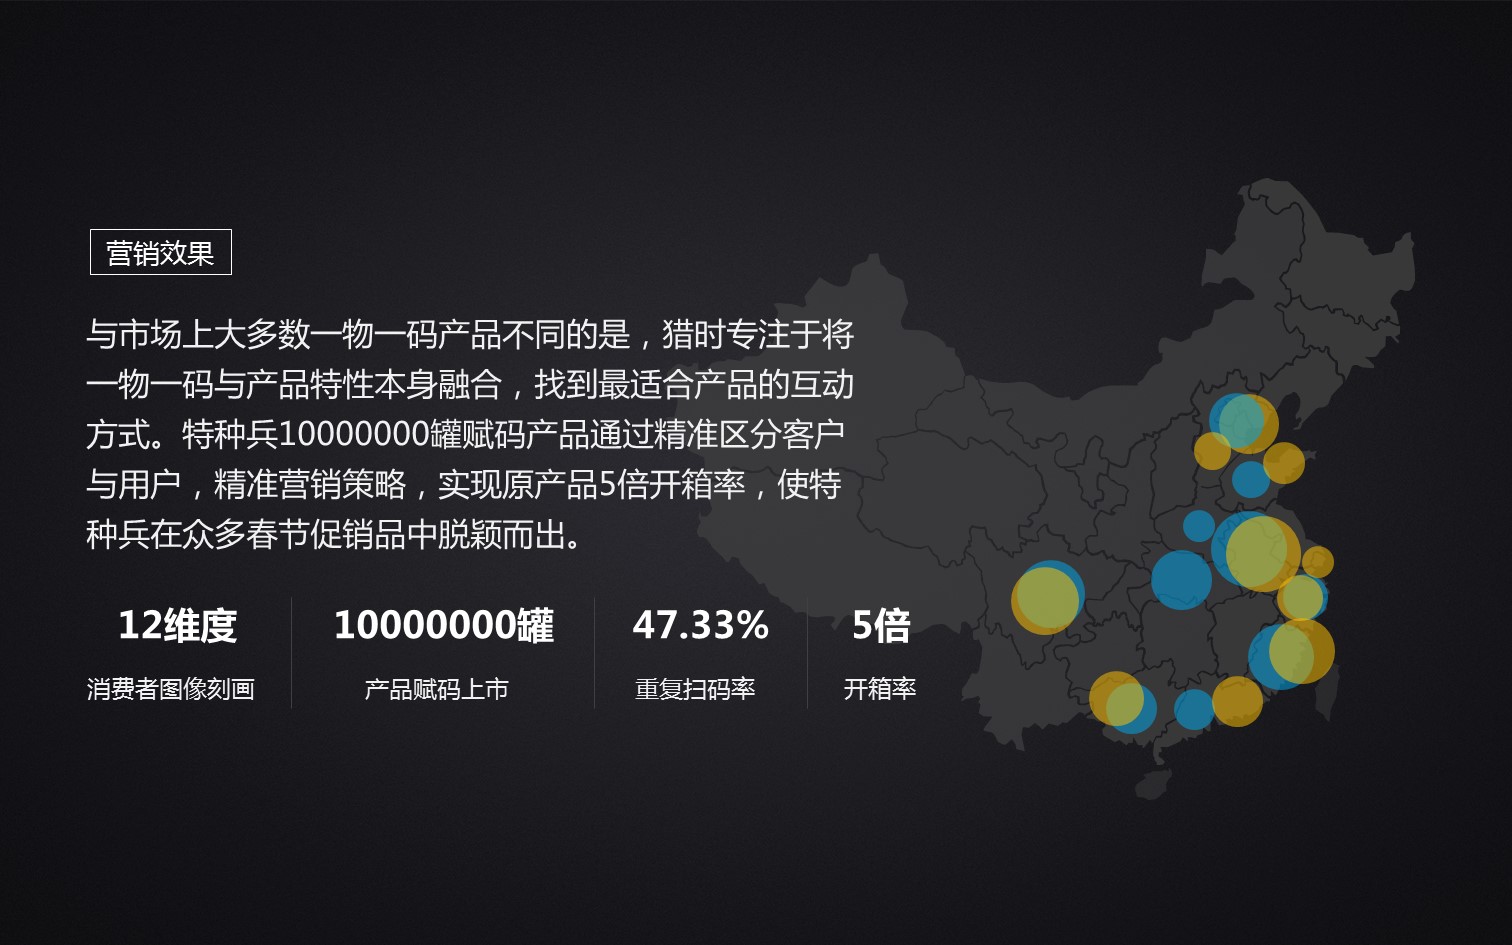 营销效果
与市场上大多数一物一码产品不同的是，猎时专注于将
一物一码与产品特性本身融合，找到最适合产品的互动
方式。特种兵10000000罐赋码产品通过精准区分客户
与用户，精准营销策略，实现原产品5倍开箱率，使特
种兵在众多春节促销品中脱颖而出。
12维度
消费者图像刻画
10000000罐
产品赋码上市
47.33%
重复扫码率
5倍
开箱率